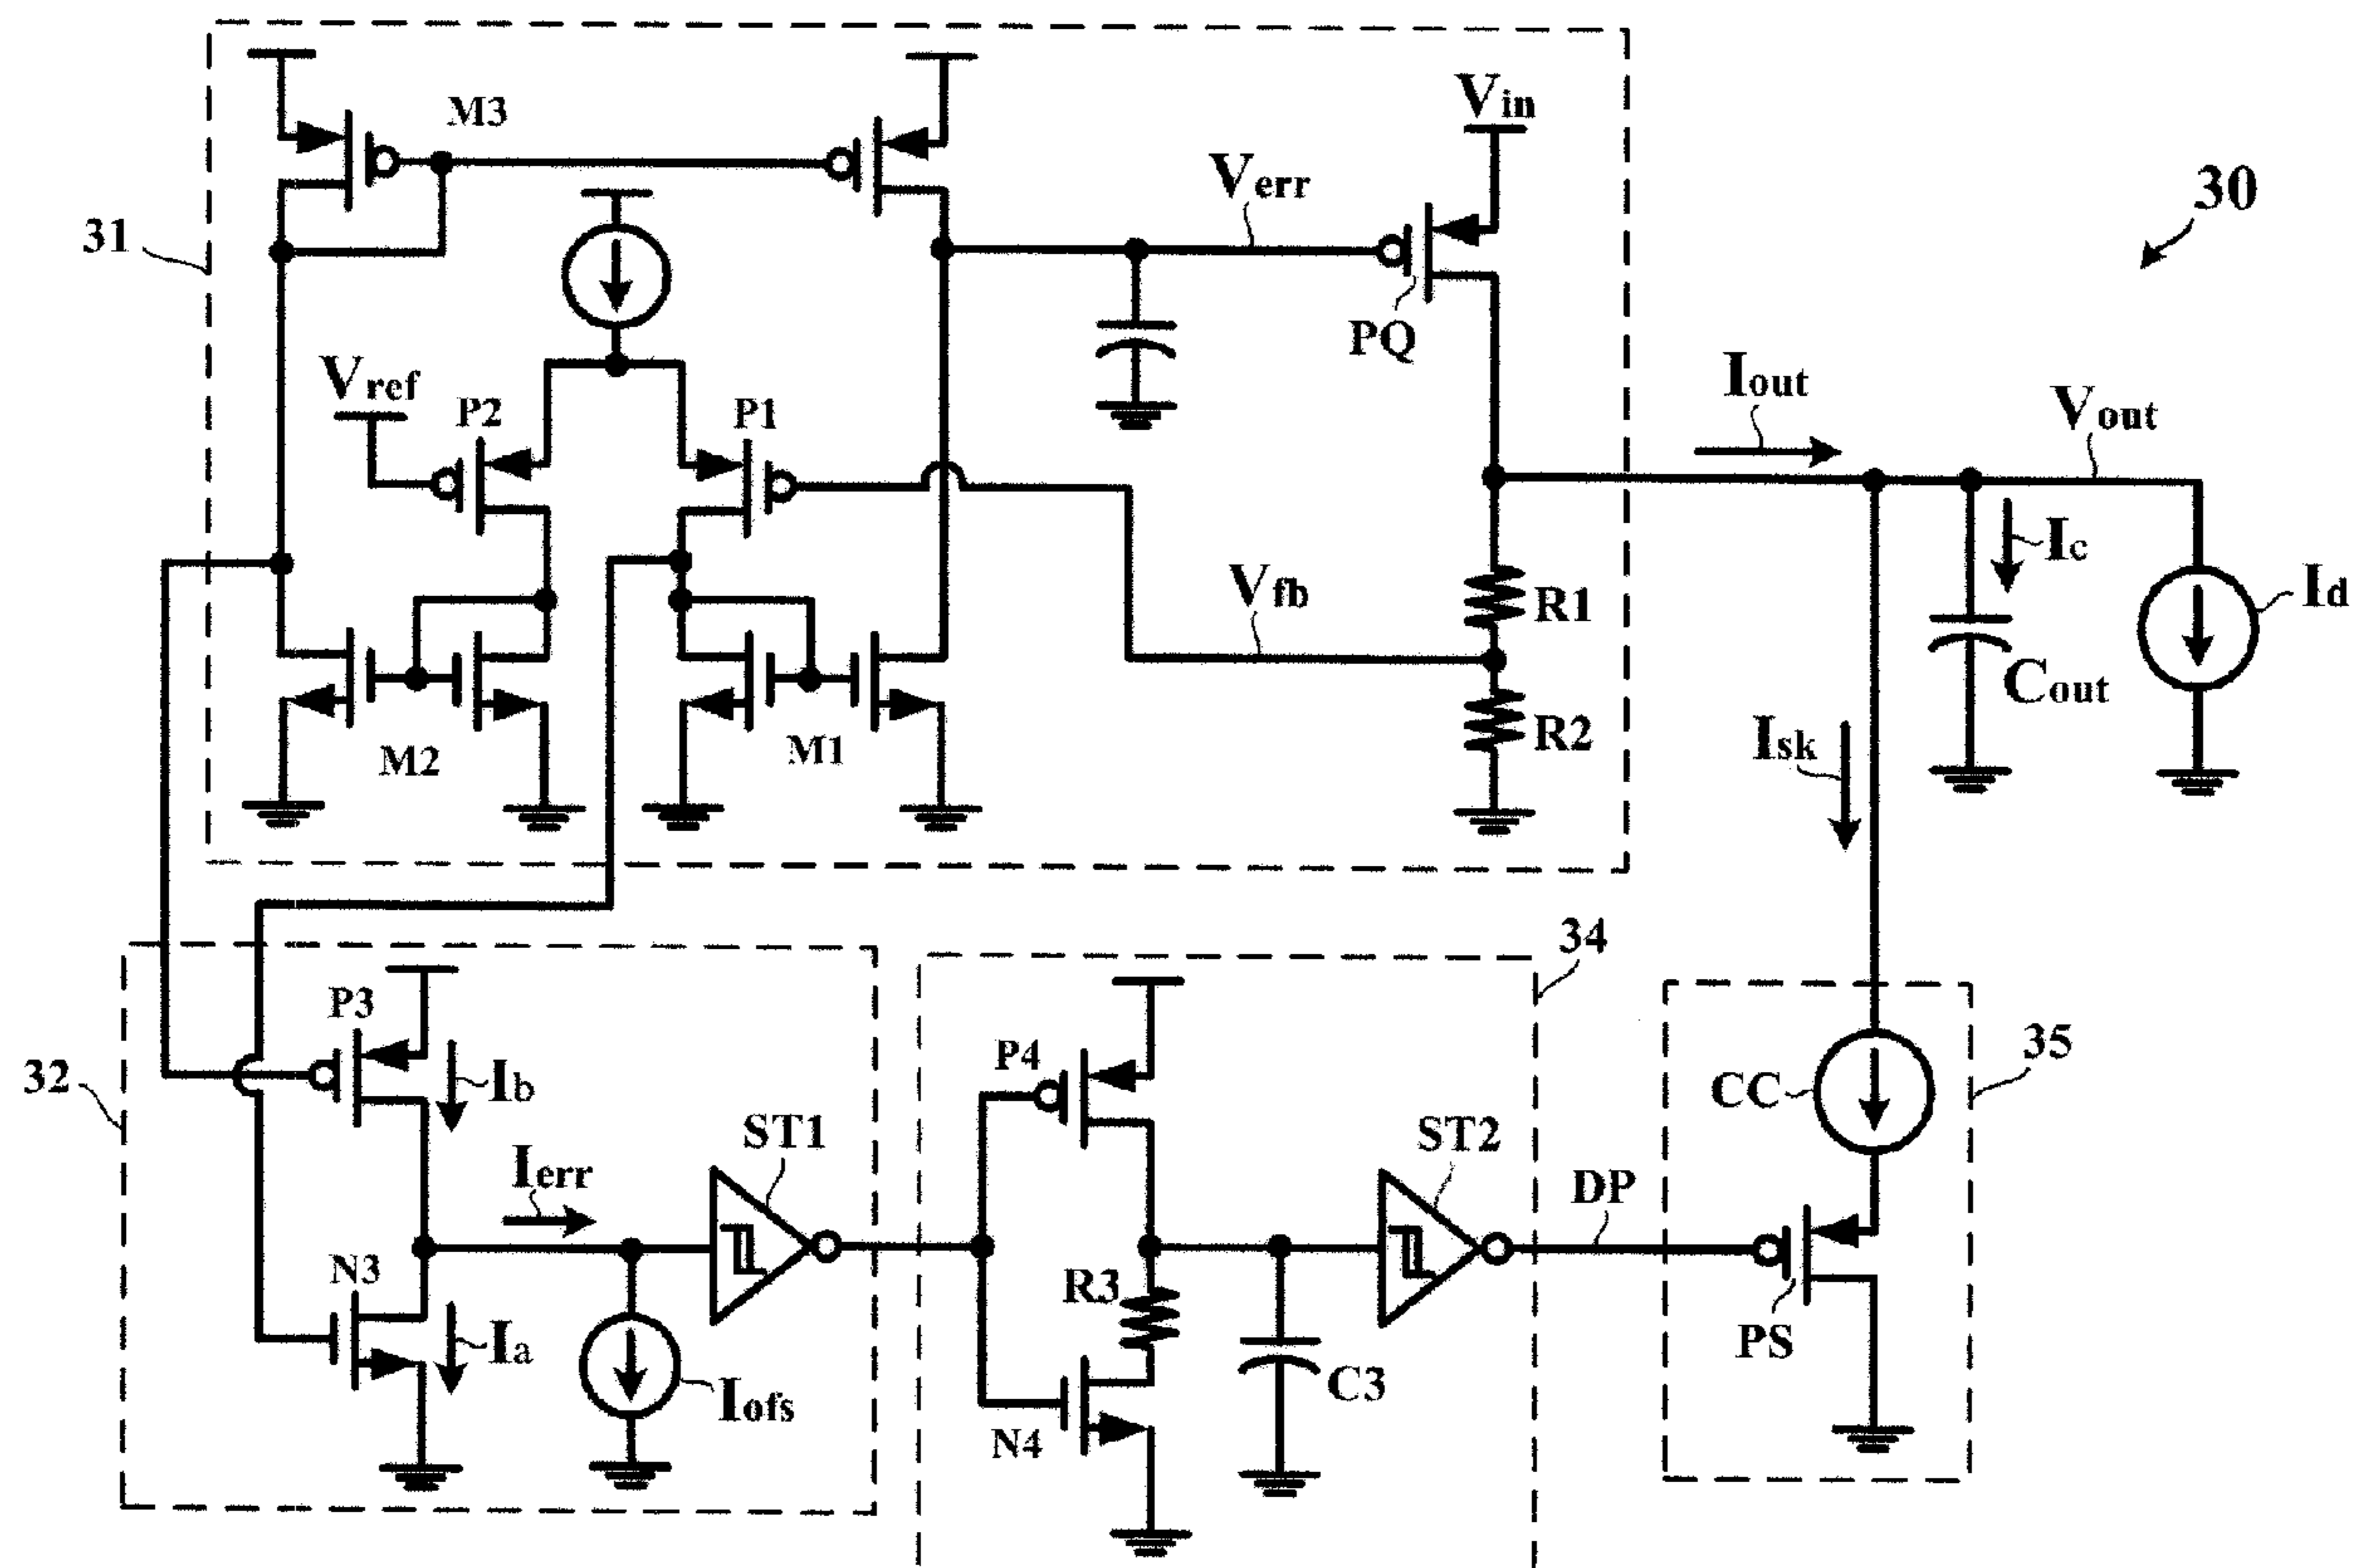 M3
Vin
Verr
30
31
PQ
Vref
P2
P1
Iout
Vout
Ic
Vfb
R1
Id
Cout
M2
M1
R2
Isk
34
P3
32
Ib
P4
35
CC
ST1
ST2
Ierr
DP
N3
R3
Ia
PS
Iofs
C3
N4